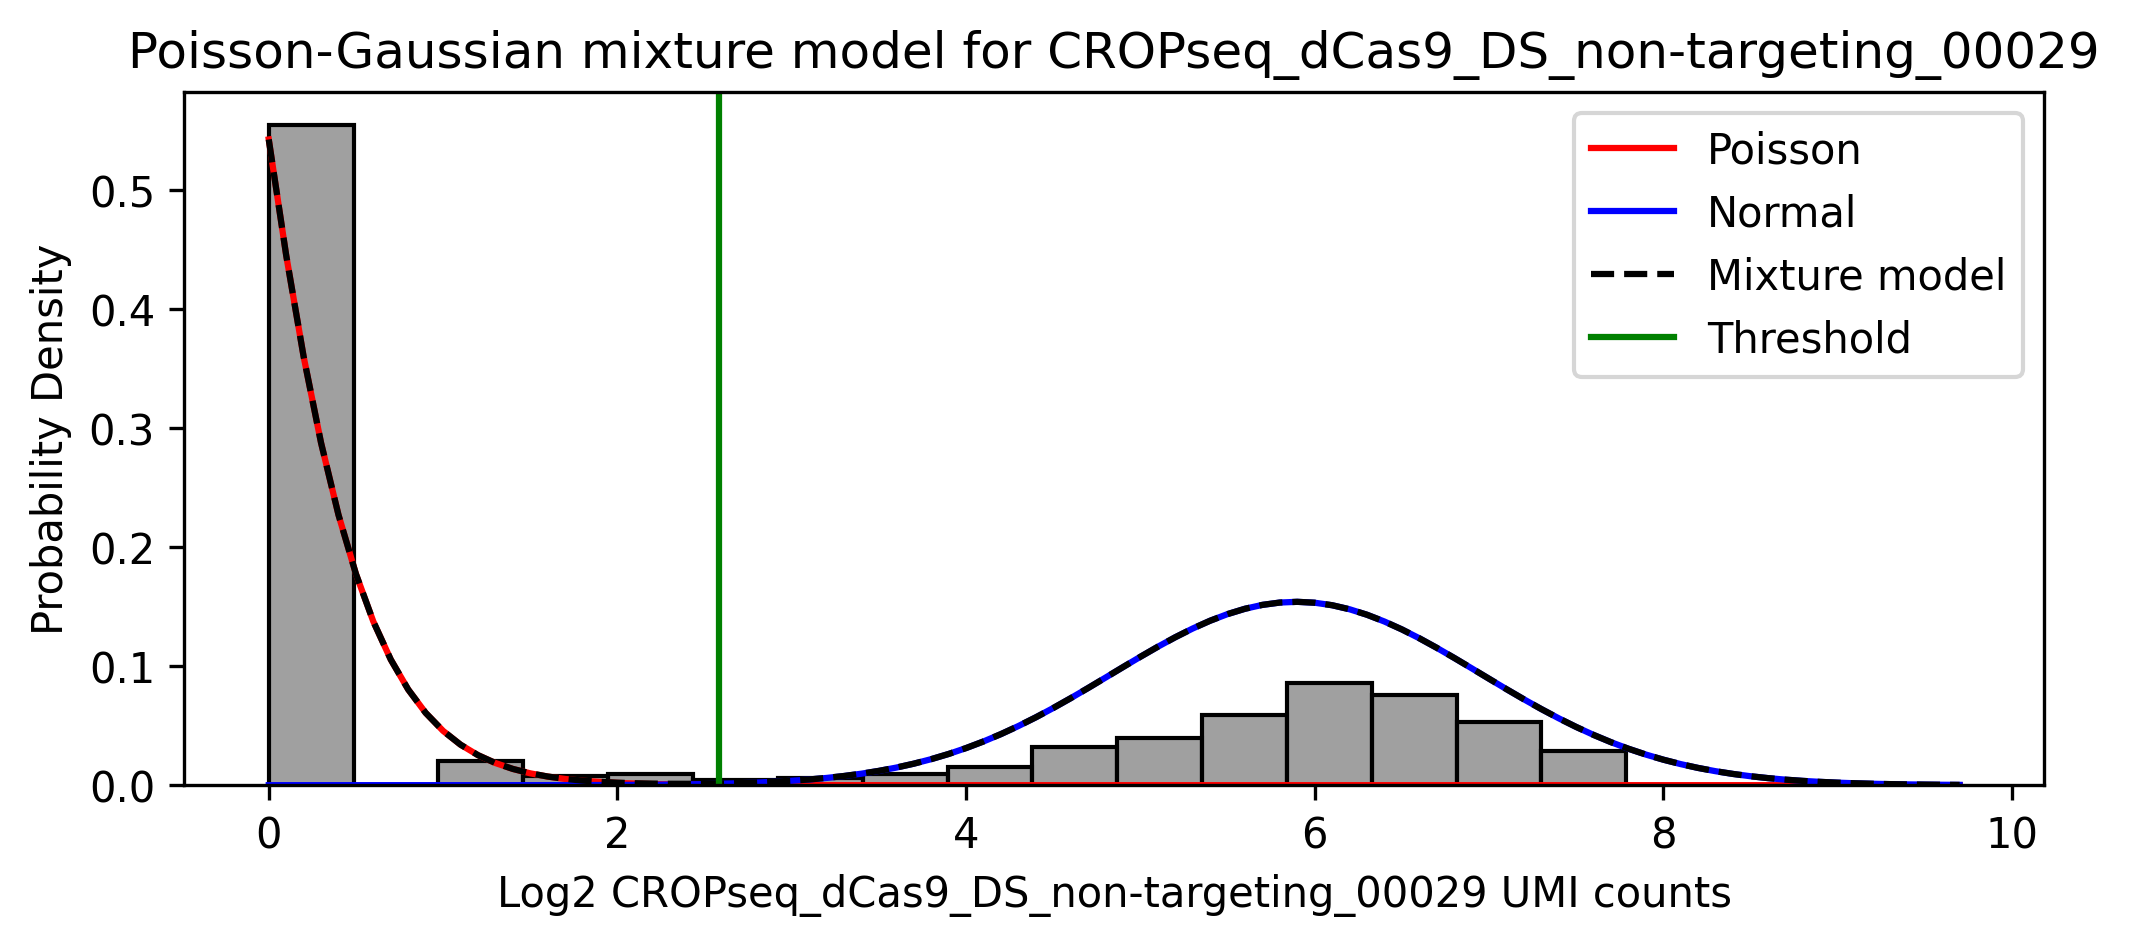 Poisson-Gaussian mixture model for CROPseq_dCas9_DS_non-targeting_00029
Probability Density
0.5
0.4
0.3
0.2
0.1
0.0
Poisson
Normal
Mixture model
Threshold
0 2 4 6 8 10
Log2 CROPseq_dCas9_DS_non-targeting_00029 UMI counts